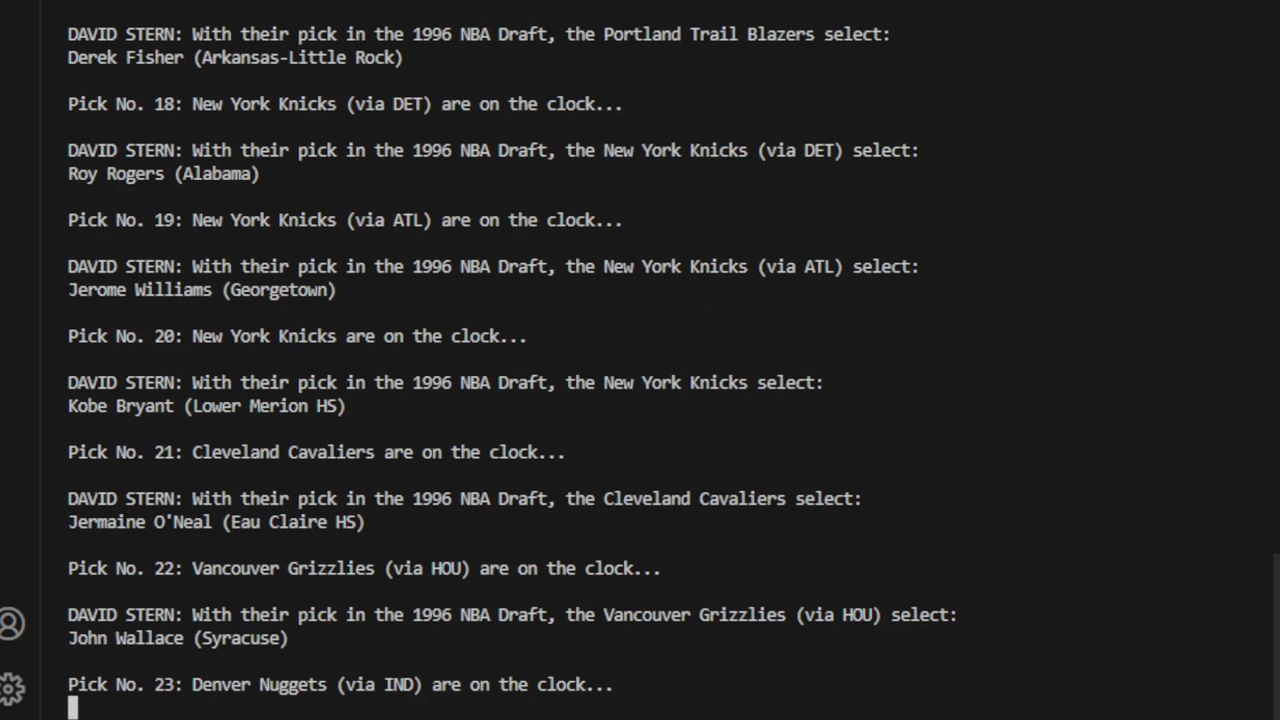 DAVID STERN: With their pick in the 1996 NBA Draft, the Portland Trail Blazers select:
Derek Fisher (Arkansas-Little Rock)
Pick No. 18: New York Knicks (via DET) are on the clock...
DAVID STERN: With their pick in the 1996 NBA Draft, the New York Knicks (via DET) select:
Roy Rogers (Alabama)
Pick No. 19: New York Knicks (via ATL) are on the clock...
DAVID STERN: With their pick in the 1996 NBA Draft, the New York Knicks (via ATL) select:
Jerome Williams (Georgetown)
Pick No. 20: New York Knicks are on the clock...
DAVID STERN: With their pick in the 1996 NBA Draft, the New York Knicks select:
Kobe Bryant (Lower Merion HS)
Pick No. 21: Cleveland Cavaliers are on the clock...
DAVID STERN: With their pick in the 1996 NBA Draft, the Cleveland Cavaliers select:
Jermaine O'Neal (Eau Claire HS)
Pick No. 22: Vancouver Grizzlies (via HOU) are on the clock...
DAVID STERN: With their pick in the 1996 NBA Draft, the Vancouver Grizzlies (via HOU) select:
John Wallace (Syracuse)
Pick No. 23: Denver Nuggets (via IND) are on the clock...